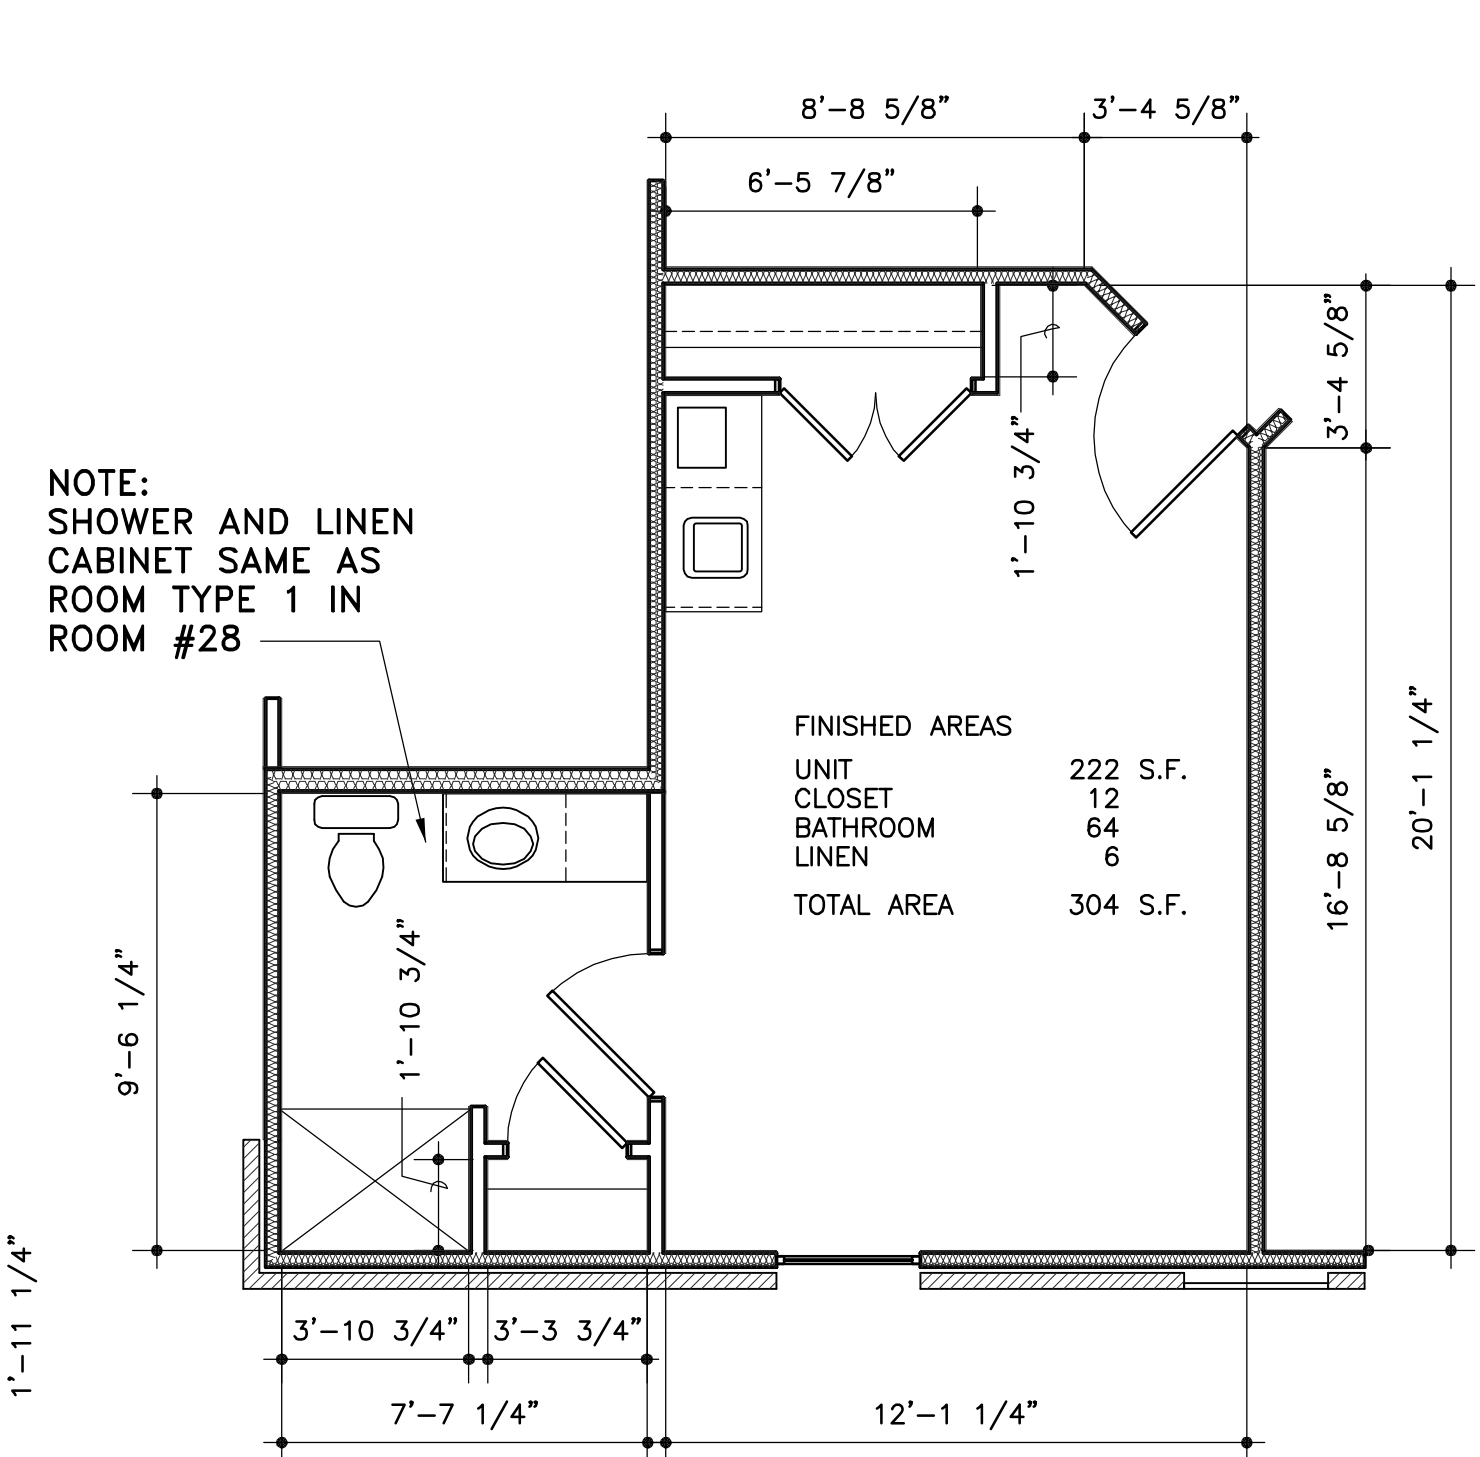 8'-8 5/8"
3'-4 5/8"
6'-5 7/8"
3'-4 5/8"
1'-10 3/4"
NOTE:
SHOWER AND LINEN
CABINET SAME AS
ROOM TYPE 1 IN
ROOM #28
FINISHED AREAS
UNIT 222 S.F.
CLOSET 12
BATHROOM 64
LINEN 6
TOTAL AREA 304 S.F.
20'-1 1/4"
16'-8 5/8"
1'-10 3/4"
9'-6 1/4"
1'-11 1/4"
3'-10 3/4"
3'-3 3/4"
7'-7 1/4"
12'-1 1/4"